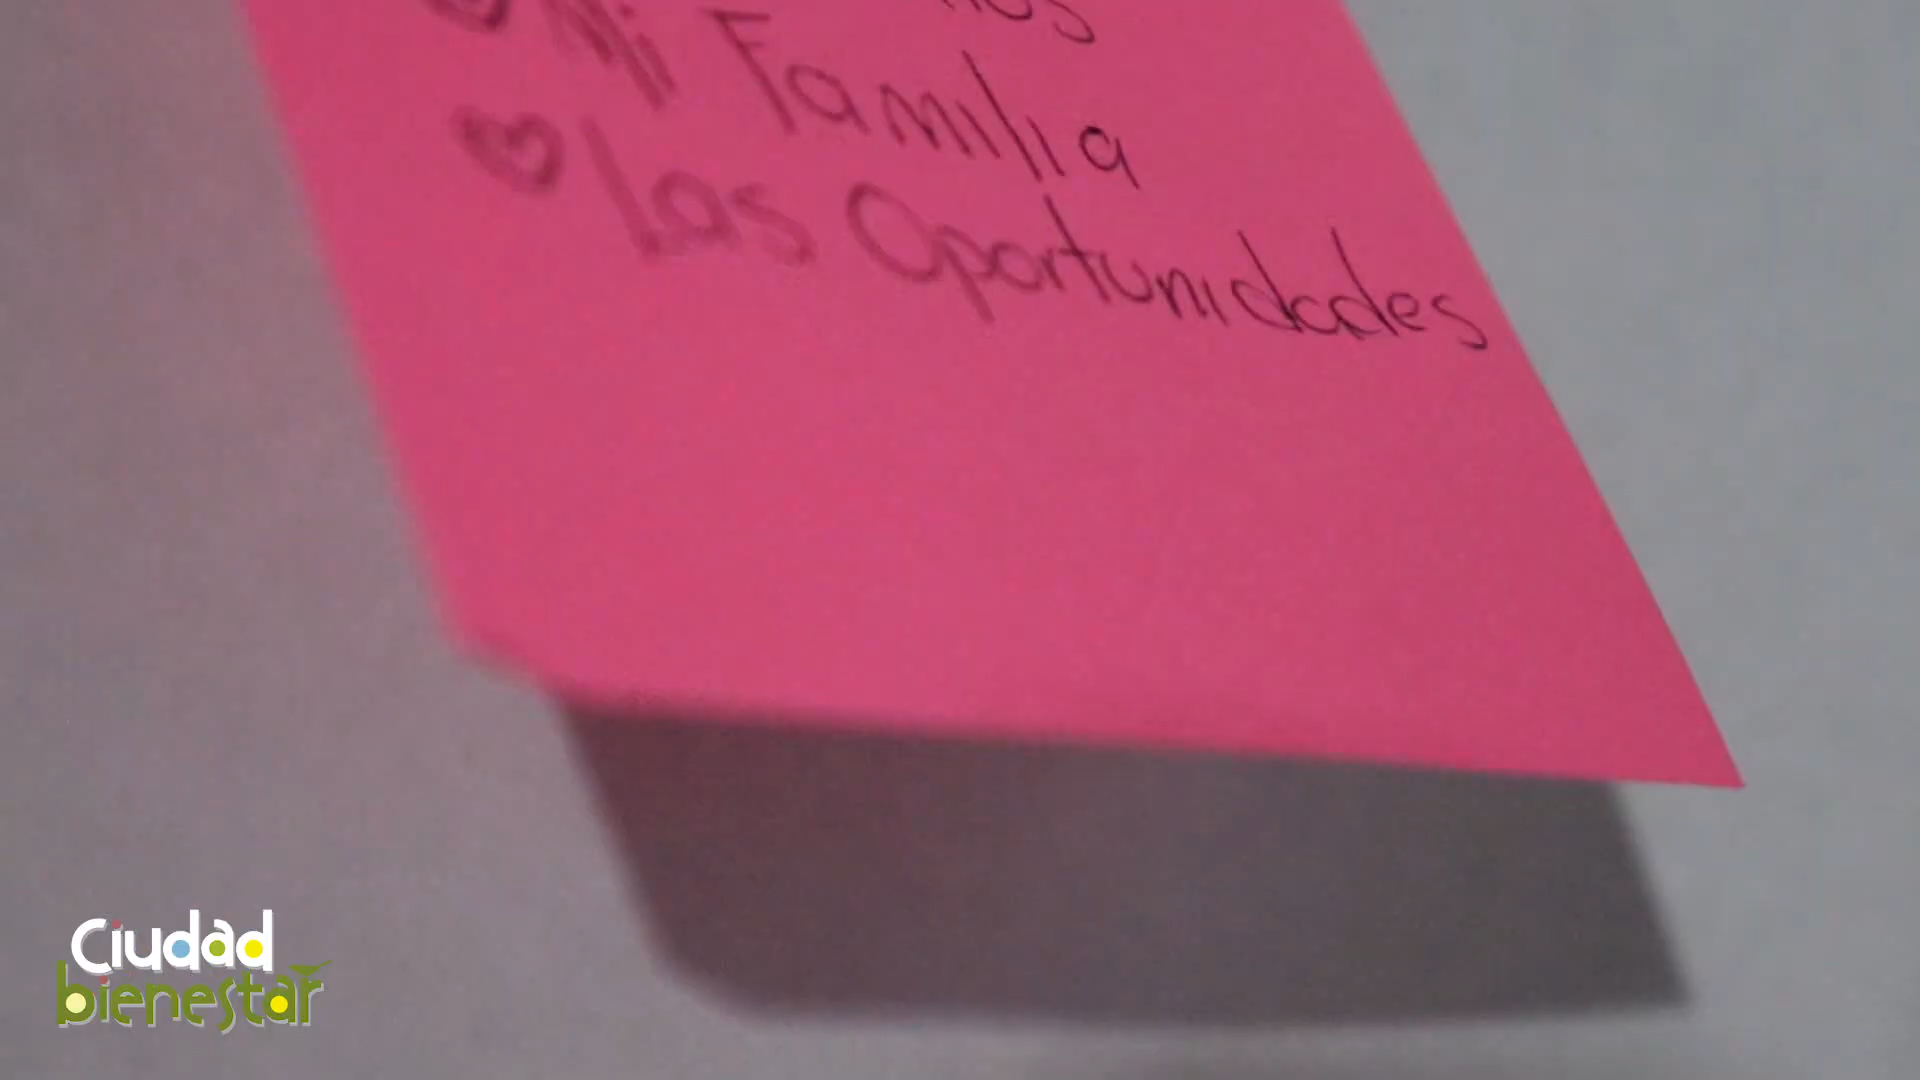 Mi Familia
Las Oportunidades
Ciudad
bienestar